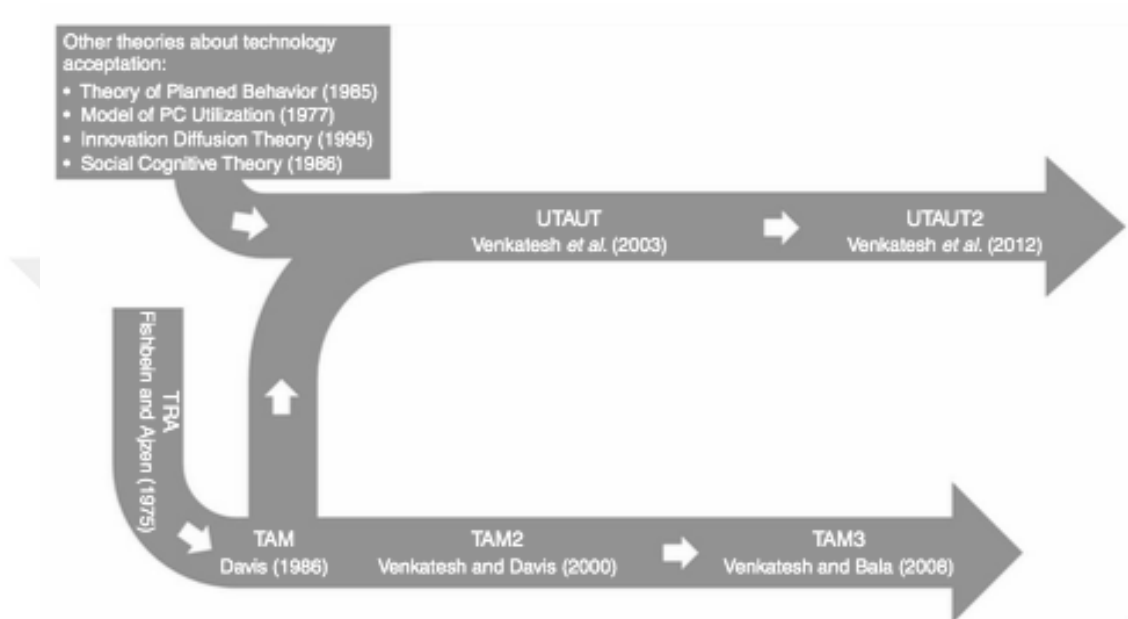 Other theories about technology
acceptation:
• Theory of Planned Behavior (1985)
• Model of PC Utilization (1977)
• Innovation Diffusion Theory (1995)
• Social Cognitive Theory (1986)
UTAUT
Venkatesh et al. (2003)
UTAUT2
Venkatesh et al. (2012)
TRA
Fishbein and Ajzen (1975)
TAM
Davis (1986)
TAM2
Venkatesh and Davis (2000)
TAM3
Venkatesh and Bala (2008)